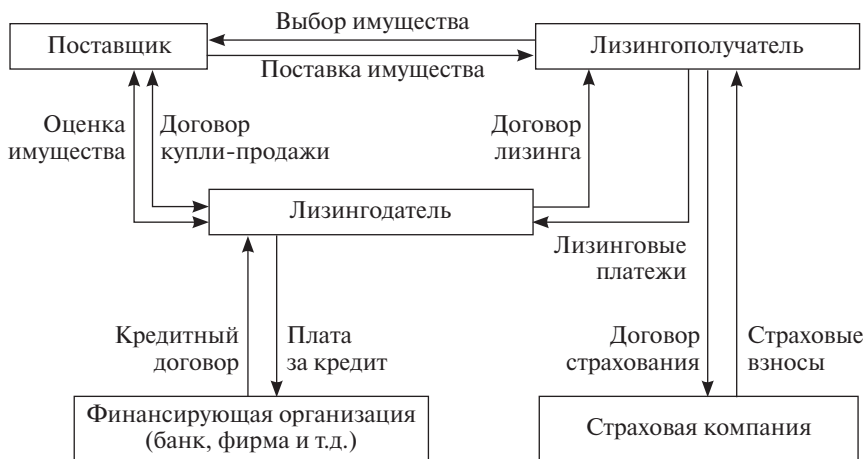 Выбор имущества
Поставщик
Лизингополучатель
Поставка имущества
Оценка
имущества
Договор
купли-продажи
Договор
лизинга
Лизингодатель
Лизинговые
платежи
Кредитный
договор
Плата
за кредит
Договор
страхования
Страховые
взносы
Финансирующая организация
(банк, фирма и т.д.)
Страховая компания